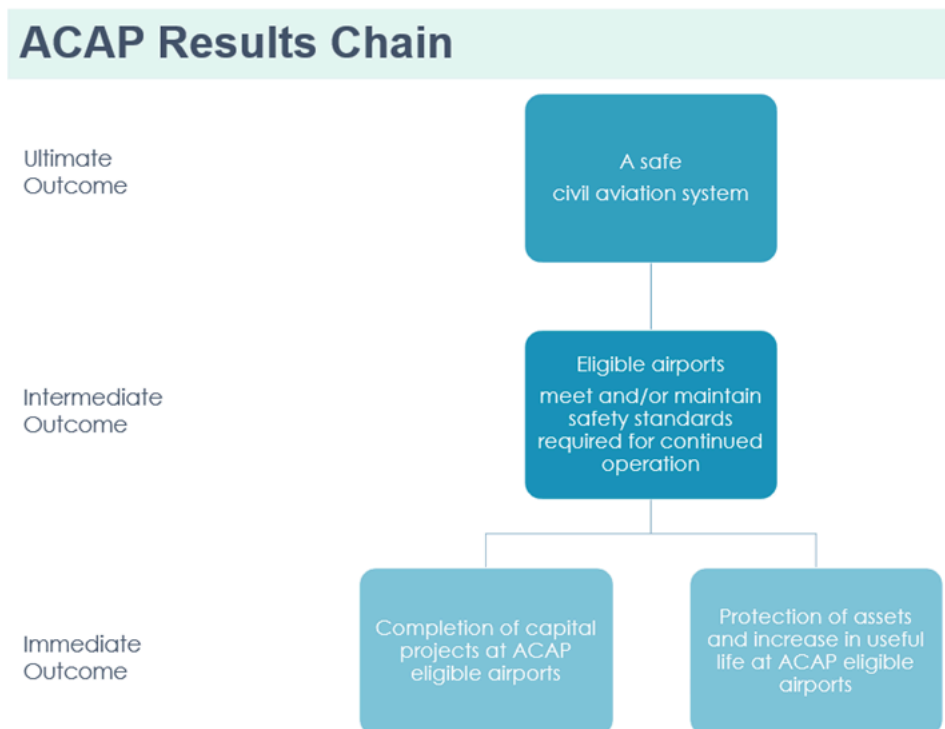 ACAP Results Chain
Ultimate
Outcome
A safe
civil aviation system
Intermediate
Outcome
Eligible airports
meet and/or maintain
safety standards
required for continued
operation
Immediate
Outcome
Completion of capital
projects at ACAP
eligible airports
Protection of assets
and increase in useful
life at ACAP eligible
airports